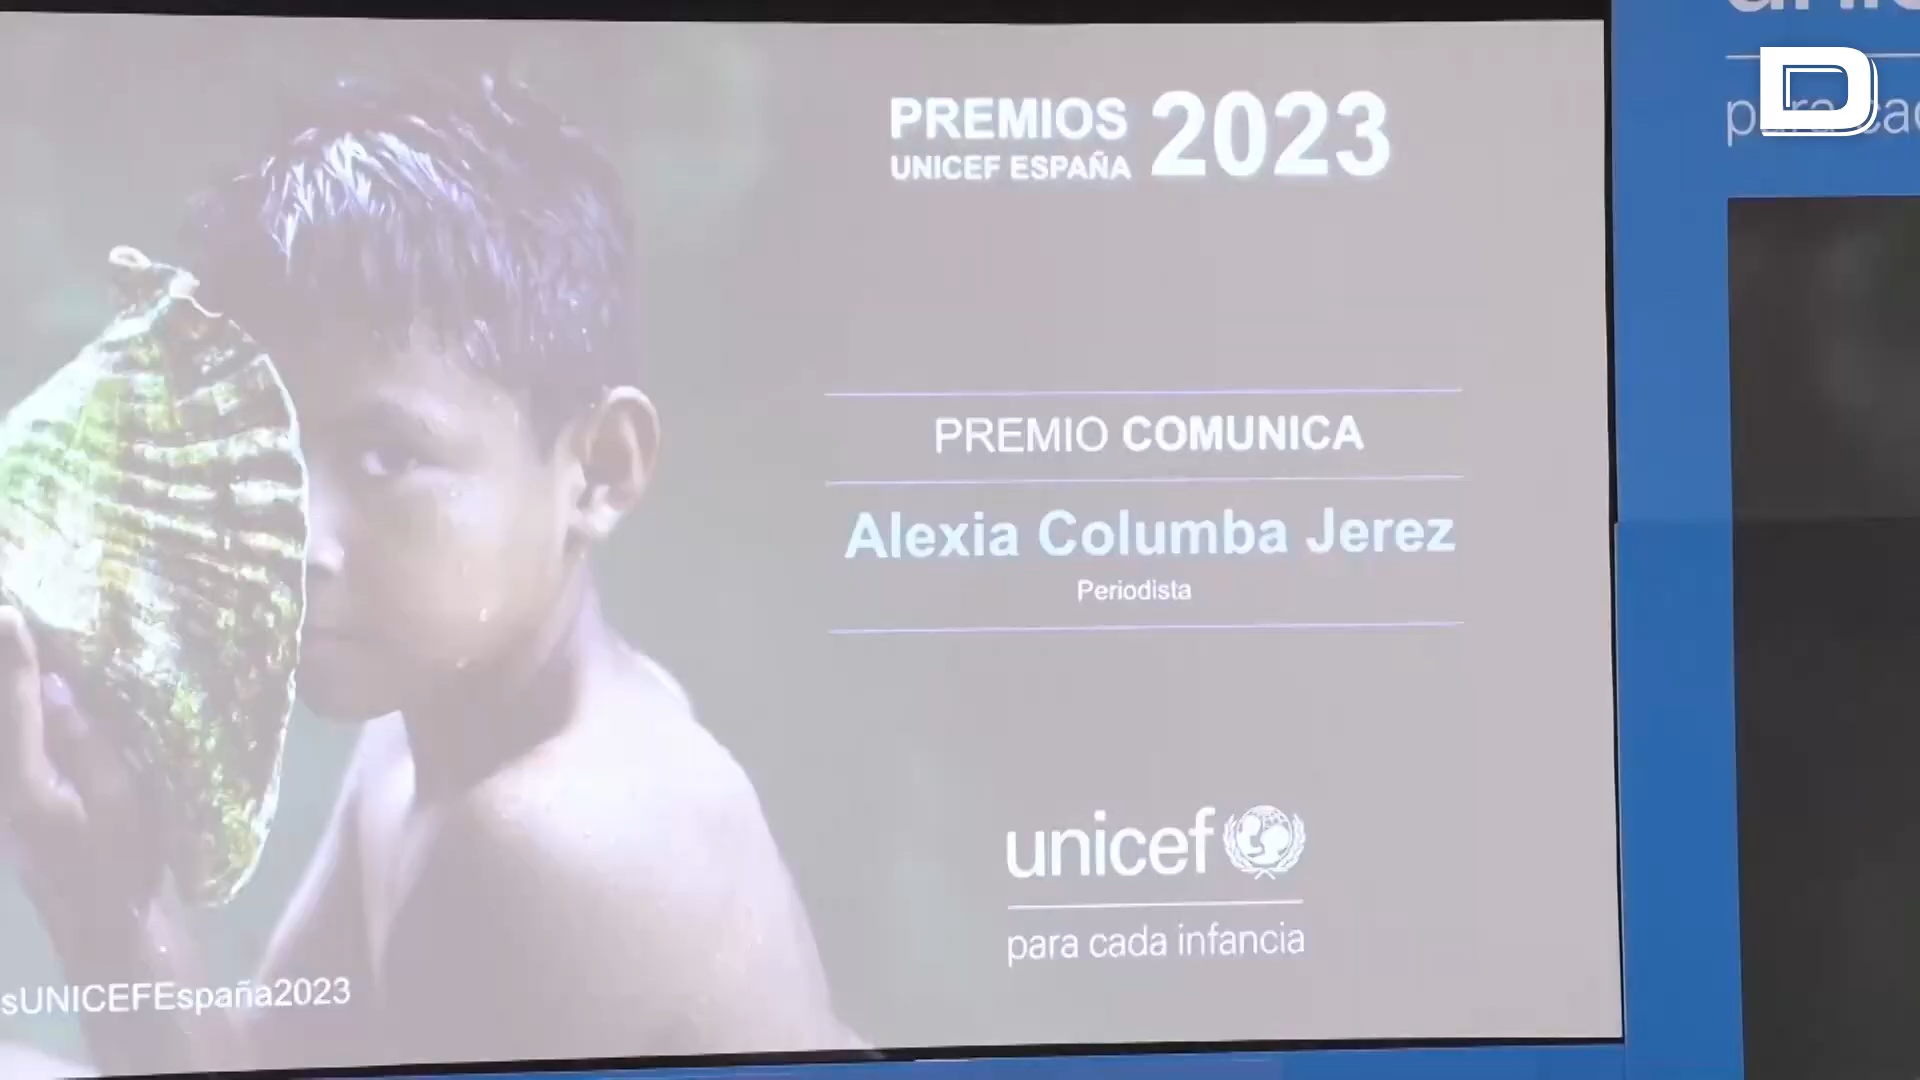 PREMIOS 2023
UNICEF ESPAÑA
PREMIO COMUNICA
Alexia Columba Jerez
Periodista
unicef
para cada infancia
sUNICEFEspaña2023
D